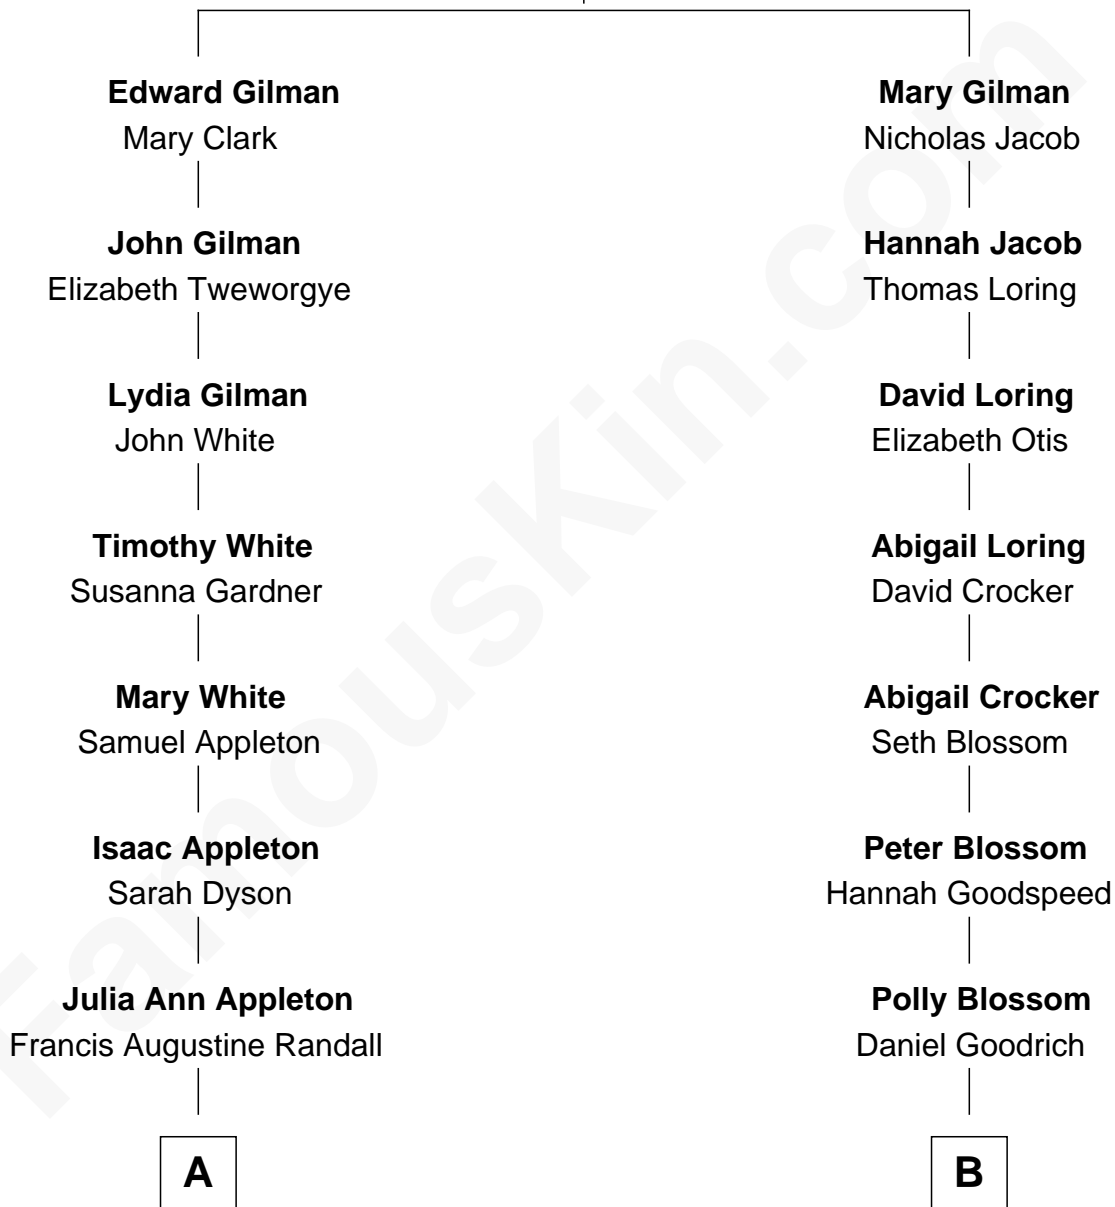 Edward Gilman
Mary Clark
John Gilman
Elizabeth Tweworgye
Lydia Gilman
John White
Timothy White
Susanna Gardner
Mary White
Samuel Appleton
Isaac Appleton
Sarah Dyson
Julia Ann Appleton
Francis Augustine Randall
A
Mary Gilman
Nicholas Jacob
Hannah Jacob
Thomas Loring
David Loring
Elizabeth Otis
Abigail Loring
David Crocker
Abigail Crocker
Seth Blossom
Peter Blossom
Hannah Goodspeed
Polly Blossom
Daniel Goodrich
B
FamousKin.com